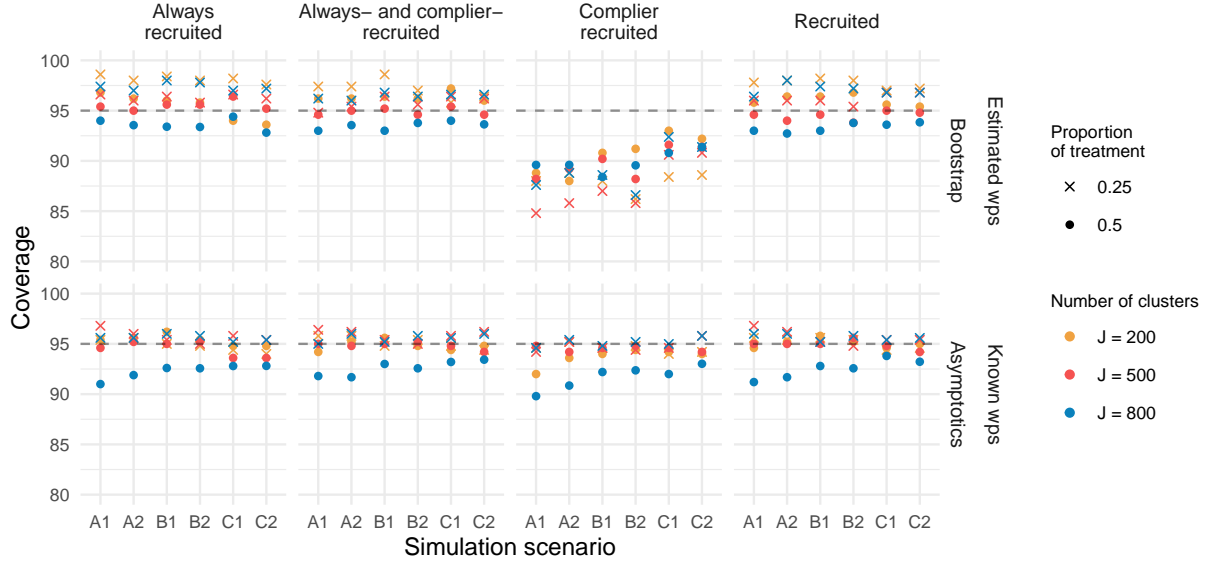 Always
recruited
Always− and complier−
recruited
Complier
recruited
Recruited
100
95
90
85
80
Estimated wps
Bootstrap
100
95
90
85
80
Known wps
Asymptotics
Coverage
A1 A2 B1 B2 C1 C2
A1 A2 B1 B2 C1 C2
A1 A2 B1 B2 C1 C2
A1 A2 B1 B2 C1 C2
Simulation scenario
Proportion
of treatment
0.25
0.5
Number of clusters
J = 200
J = 500
J = 800